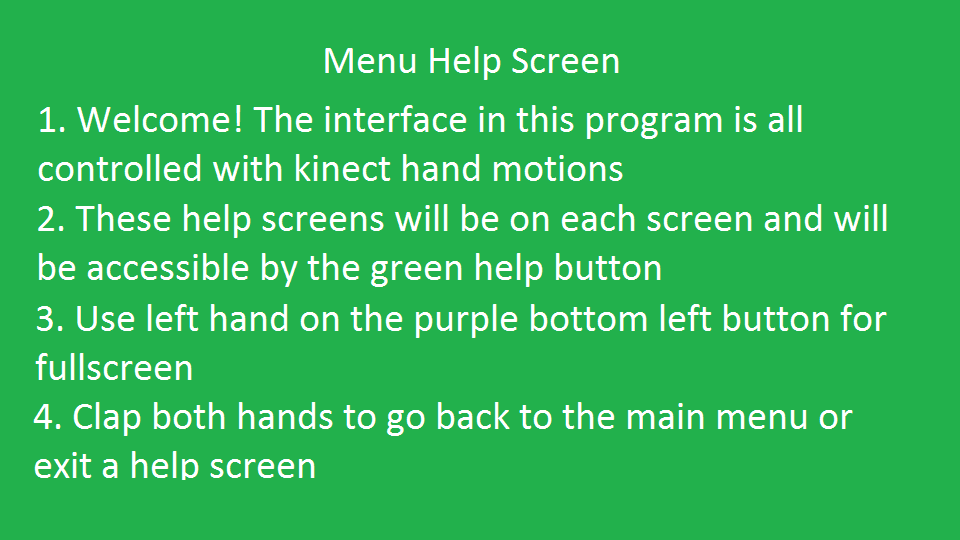 Menu Help Screen
1. Welcome! The interface in this program is all
controlled with kinect hand motions
2. These help screens will be on each screen and will
be accessible by the green help button
3. Use left hand on the purple bottom left button for
fullscreen
4. Clap both hands to go back to the main menu or
exit a help screen